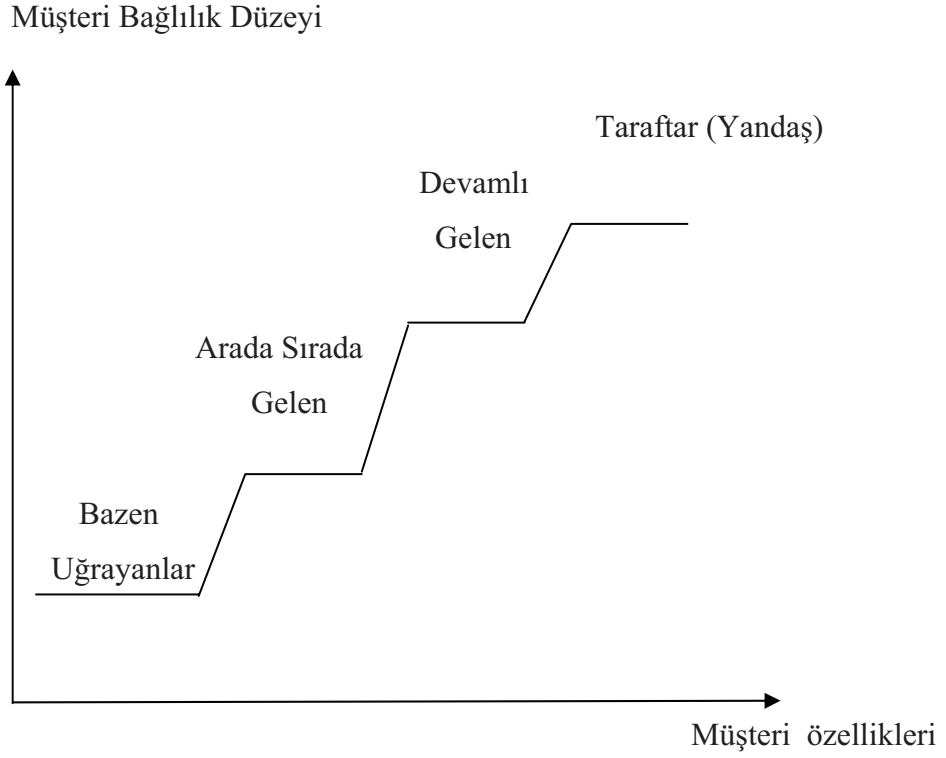 Müşteri Bağlılık Düzeyi
Taraftar (Yandaş)
Devamlı
Gelen
Arada Sırada
Gelen
Bazen
Uğrayanlar
Müşteri özellikleri